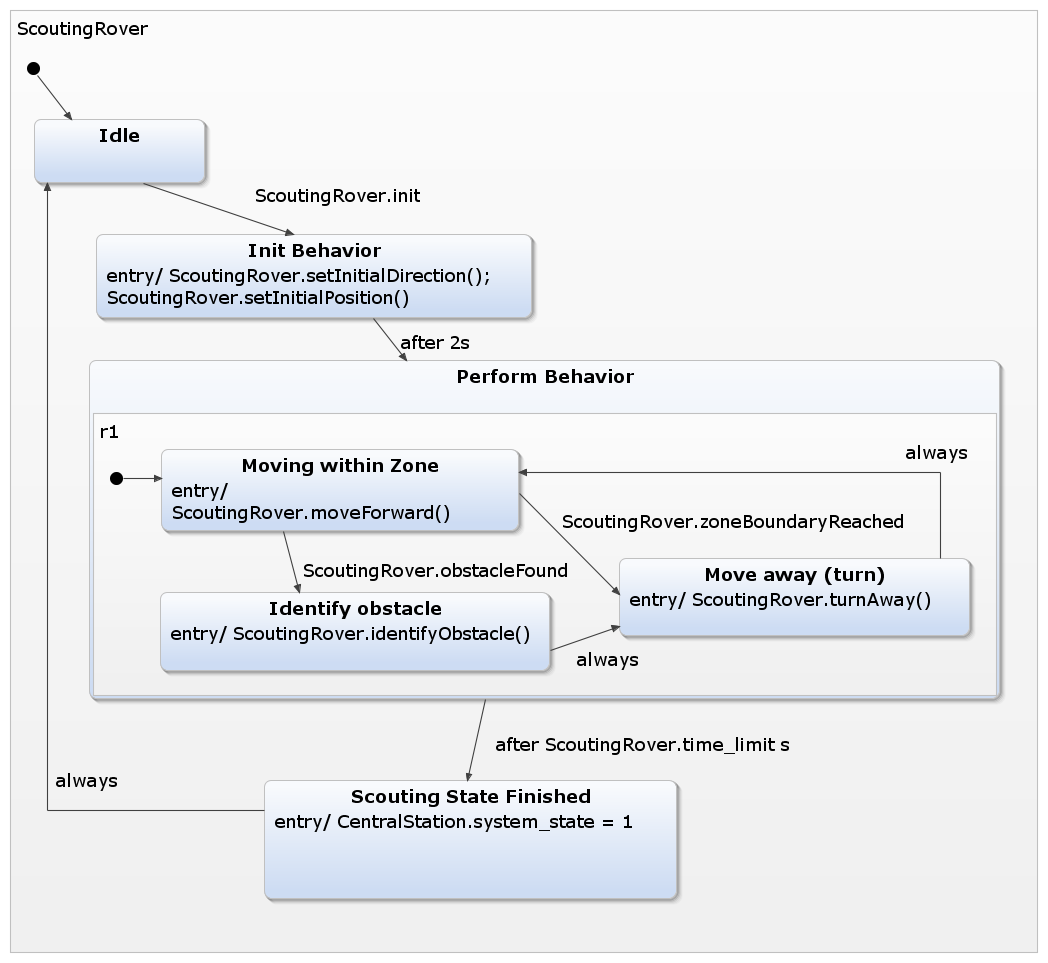 ScoutingRover
Idle
ScoutingRover.init
Init Behavior
entry/ ScoutingRover.setInitialDirection();
ScoutingRover.setInitialPosition()
after 2s
Perform Behavior
r1
always
Moving within Zone
entry/
ScoutingRover.moveForward()
ScoutingRover.zoneBoundaryReached
ScoutingRover.obstacleFound
Move away (turn)
entry/ ScoutingRover.turnAway()
Identify obstacle
entry/ ScoutingRover.identifyObstacle()
always
after ScoutingRover.time_limit s
always
Scouting State Finished
entry/ CentralStation.system_state = 1